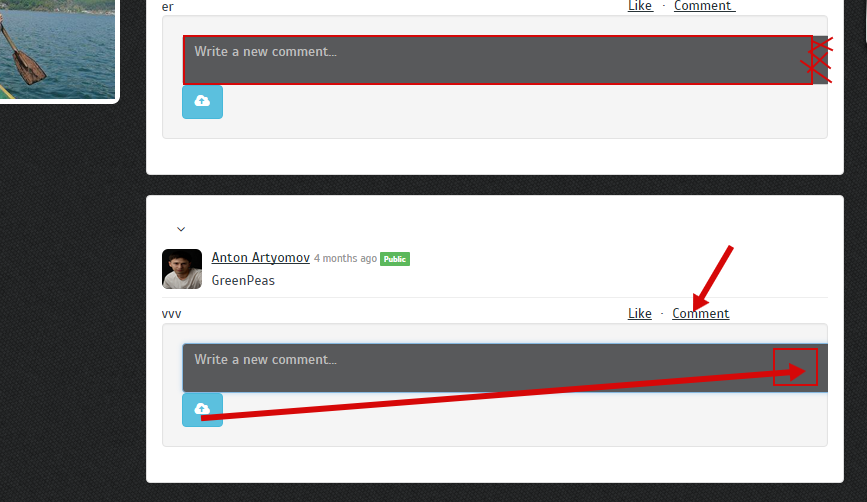 er
Like · Comment
Write a new comment...
Anton Artyomov 4 months ago Public
GreenPeas
vvv
Like · Comment
Write a new comment...